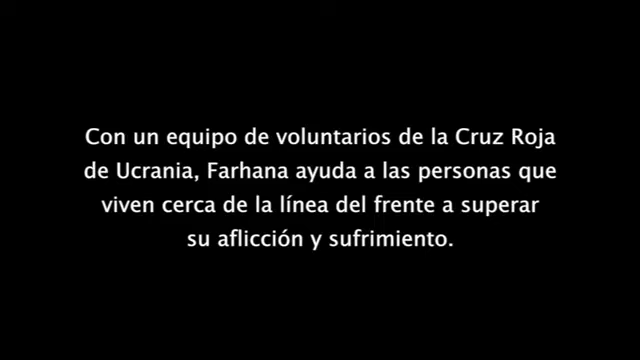 Con un equipo de voluntarios de la Cruz Roja
de Ucrania, Farhana ayuda a las personas que
viven cerca de la línea del frente a superar
su aflicción y sufrimiento.